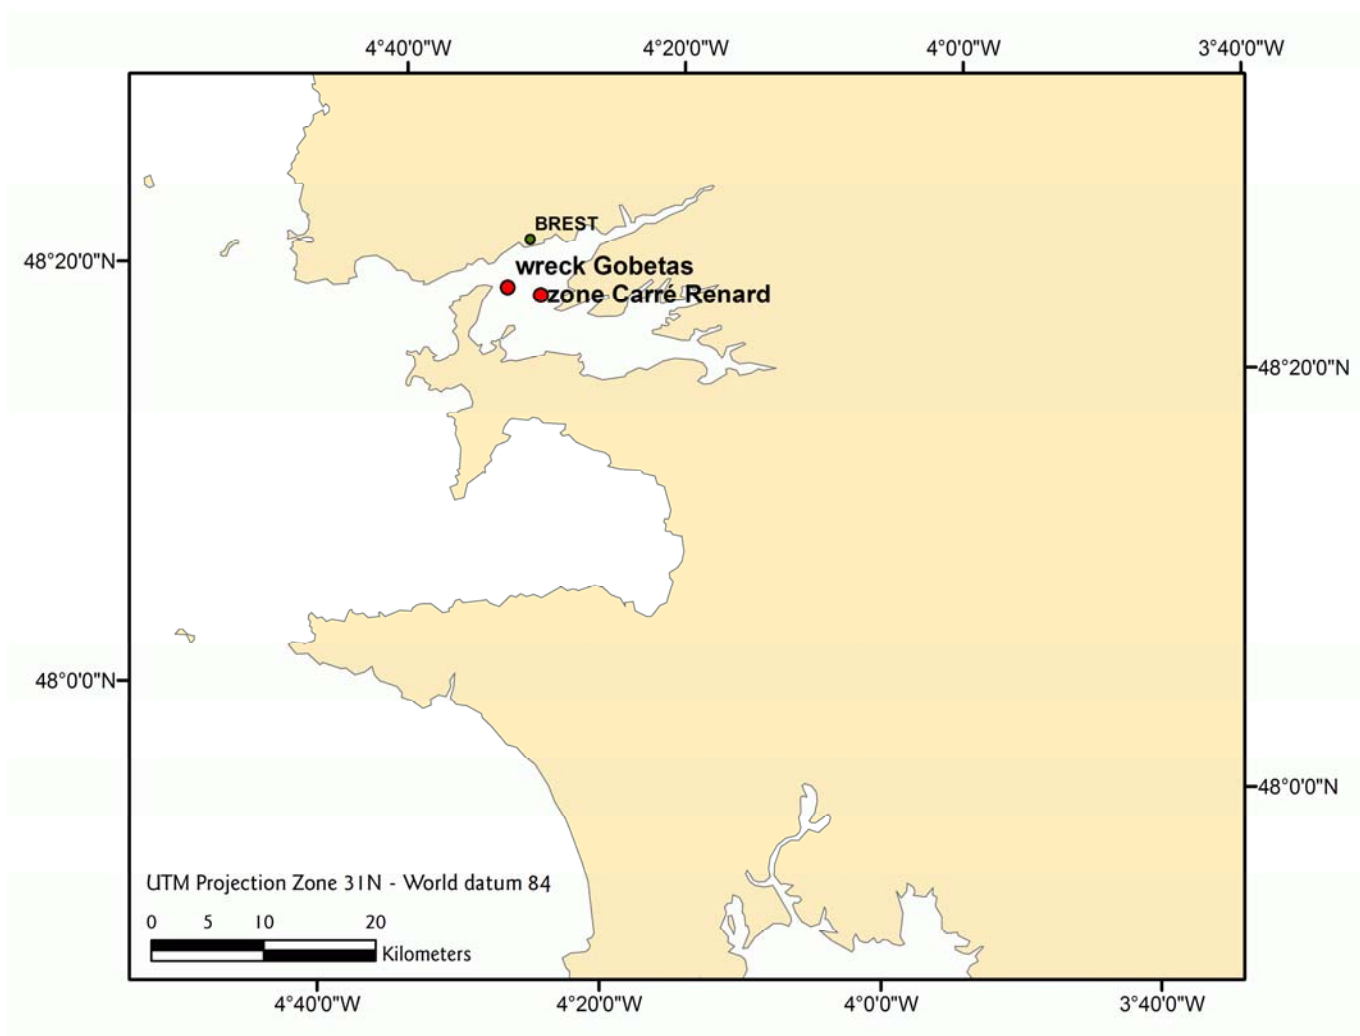 4°40'0"W 4°20'0"W 4°0'0"W 3°40'0"W
BREST
48°20'0"N
wreck Gobetas
zone Carré Renard
48°20'0"N
48°0'0"N
48°0'0"N
UTM Projection Zone 31N - World datum 84
0 5 10 20
Kilometers
4°40'0"W 4°20'0"W 4°0'0"W 3°40'0"W